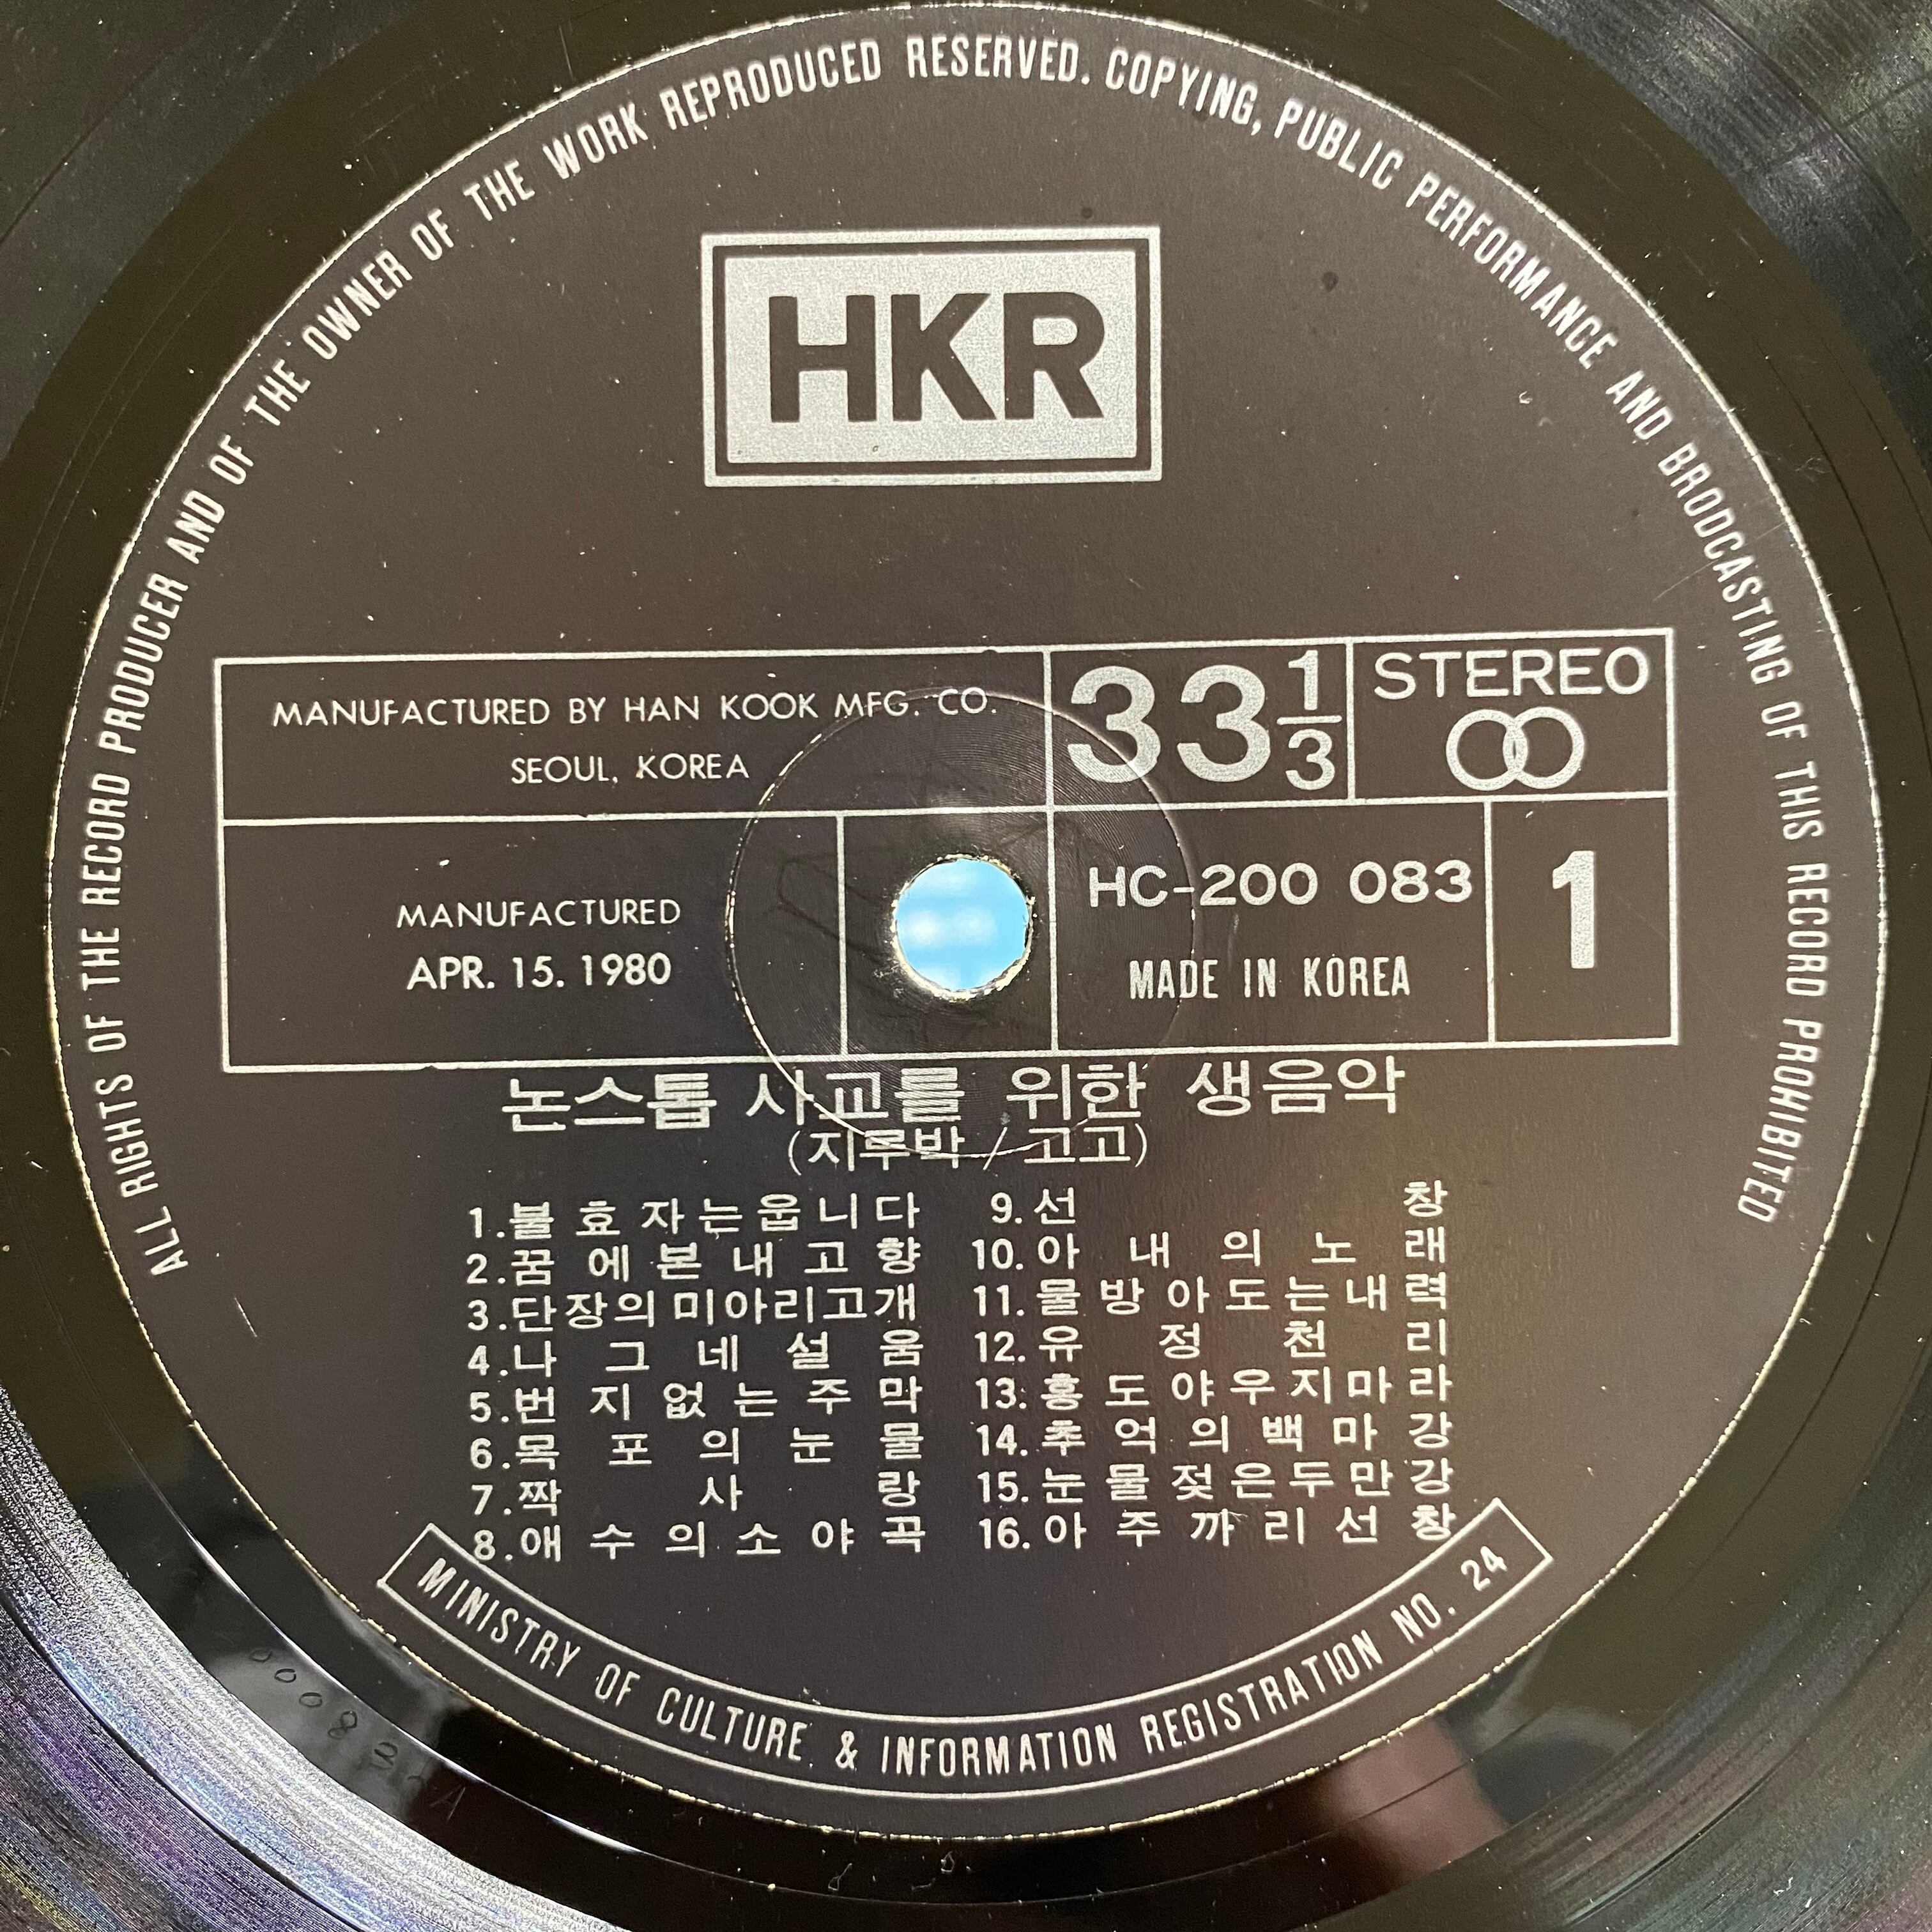 ALL RIGHTS OF THE RECORD PRODUCER AND OF THE OWNER OF THE WORK REPRODUCED RESERVED. COPYING, PUBLIC PERFORMANCE AND BRODCASTING OF THIS RECORD PROHIBITED
HKR
MANUFACTURED BY HAN KOOK MFG. CO.
SEOUL, KOREA
33 1/3
STEREO
MANUFACTURED
APR. 15. 1980
HC-200 083
MADE IN KOREA
1
논스톱 사교를 위한 생음악
(지루박 / 고고)
1. 불효자는웁니다
2. 꿈에본내고향
3. 단장의미아리고개
4. 나그네설움
5. 번지없는주막
6. 목포의눈물
7. 짝사랑
8. 애수의소야곡
9. 선창
10. 아내의노래
11. 물방아도는내력
12. 유정천리
13. 홍도야우지마라
14. 추억의백마강
15. 눈물젖은두만강
16. 아주까리선창
MINISTRY OF CULTURE & INFORMATION REGISTRATION NO. 24